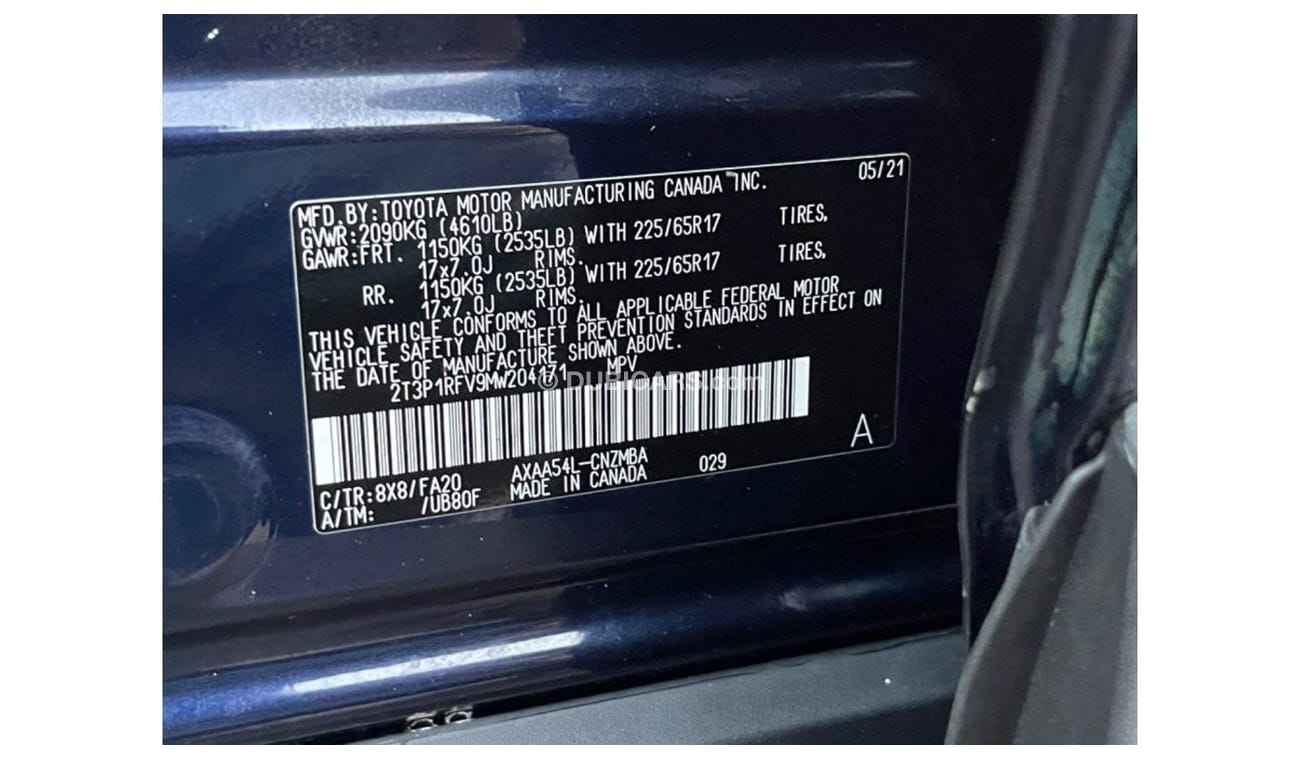 MFD.BY:TOYOTA MOTOR MANUFACTURING CANADA INC. 05/21
GVWR:2090KG (4610LB)
GAWR:FRT. 1150KG (2535LB) WITH 225/65R17 TIRES,
17x7.0J RIMS.
RR. 1150KG (2535LB) WITH 225/65R17 TIRES,
17x7.0J RIMS.
THIS VEHICLE CONFORMS TO ALL APPLICABLE FEDERAL MOTOR
VEHICLE SAFETY AND THEFT PREVENTION STANDARDS IN EFFECT ON
THE DATE OF MANUFACTURE SHOWN ABOVE.
2T3P1RFV9MW204171 MPV
© DUBICARS.com
A
C/TR:8X8/FA20 AXAA54L-CNZMBA 029
A/TM: /UB80F MADE IN CANADA